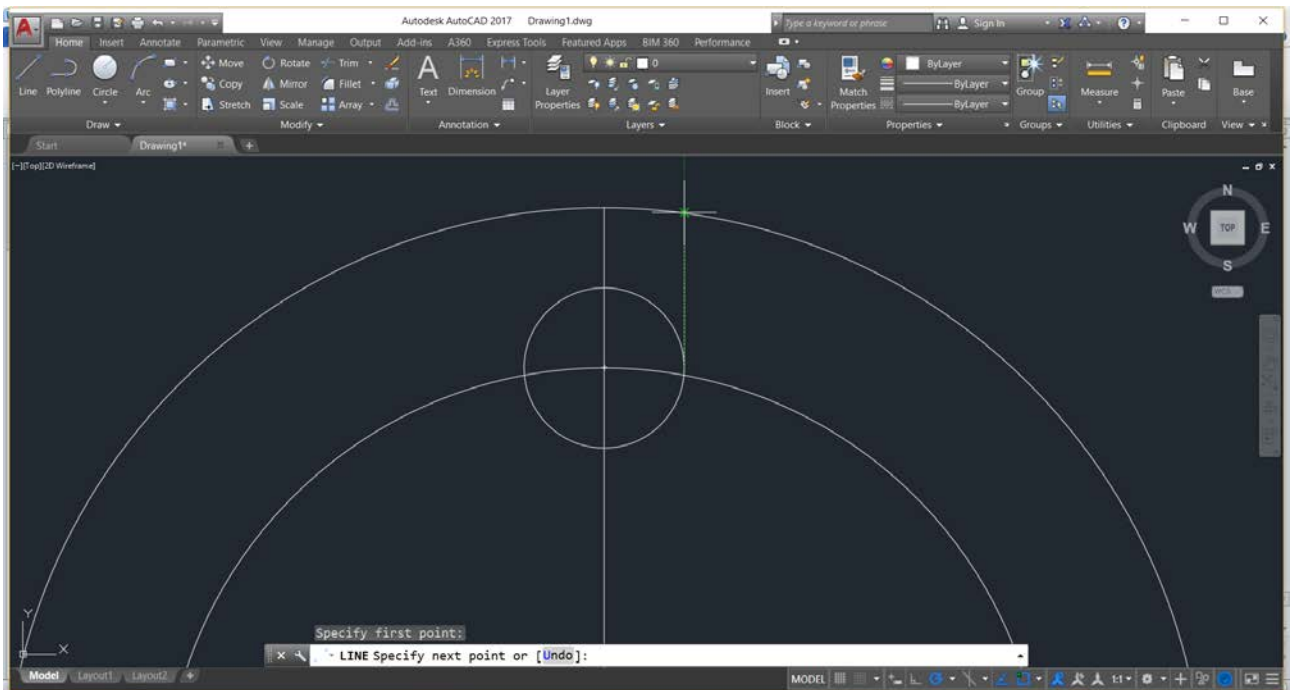 Autodesk AutoCAD 2017 Drawing1.dwg
Type a keyword or phrase
Sign In
Home Insert Annotate Parametric View Manage Output Add-ins A360 Express Tools Featured Apps BIM 360 Performance
Move Rotate Trim
Copy Mirror Fillet
Stretch Scale Array
Line Polyline Circle Arc
Text Dimension
Layer Properties
0
Insert
Match Properties
ByLayer
ByLayer
ByLayer
Group
Measure
Paste
Base
Draw Modify Annotation Layers Block Properties Groups Utilities Clipboard View
Start Drawing1* +
[-][Top][2D Wireframe]
N
W TOP E
S
WCS
Y
X
Specify first point:
LINE Specify next point or [Undo]:
Model Layout1 Layout2 +
MODEL 1:1